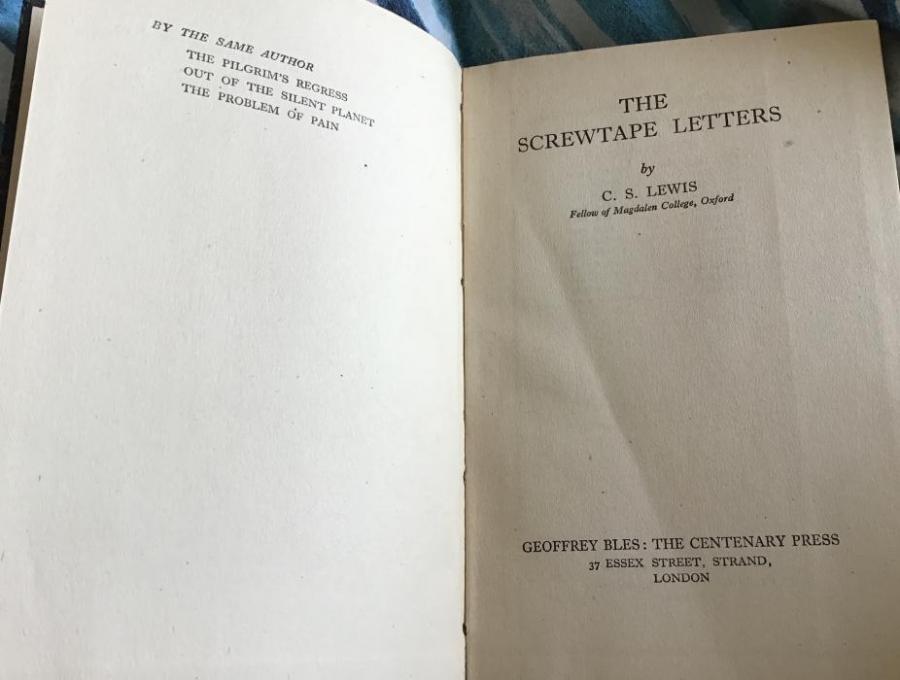 BY THE SAME AUTHOR
THE PILGRIM'S REGRESS
OUT OF THE SILENT PLANET
THE PROBLEM OF PAIN
THE
SCREWTAPE LETTERS
by
C. S. LEWIS
Fellow of Magdalen College, Oxford
GEOFFREY BLES: THE CENTENARY PRESS
37 ESSEX STREET, STRAND,
LONDON